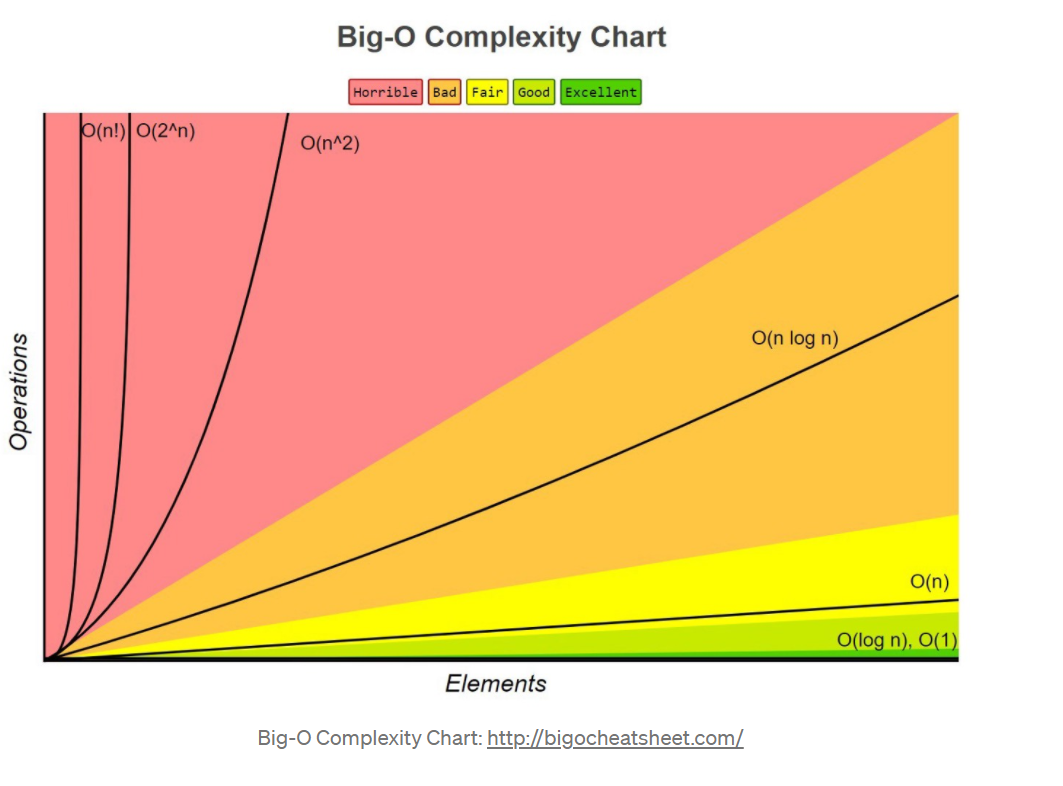 Big-O Complexity Chart
Horrible Bad Fair Good Excellent
O(n!) O(2^n)
O(n^2)
O(n log n)
O(n)
O(log n), O(1)
Operations
Elements
Big-O Complexity Chart: http://bigocheatsheet.com/